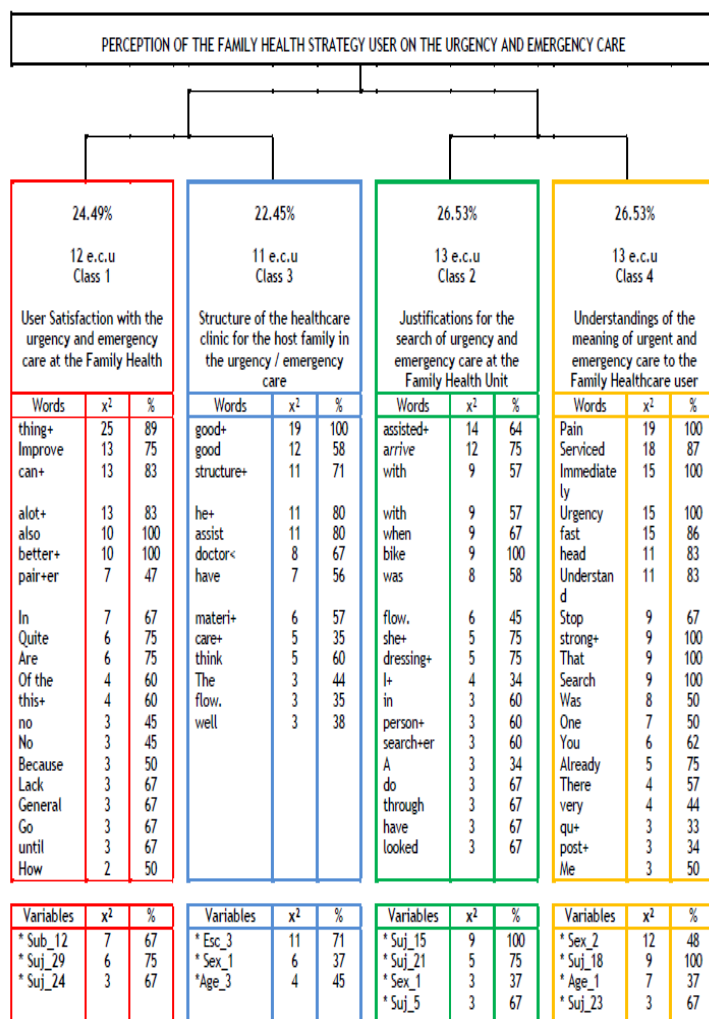 PERCEPTION OF THE FAMILY HEALTH STRATEGY USER ON THE URGENCY AND EMERGENCY CARE
24.49%
12 e.c.u
Class 1
User Satisfaction with the
urgency and emergency
care at the Family Health
Words x² %
thing+ 25 89
Improve 13 75
can+ 13 83
alot+ 13 83
also 10 100
better+ 10 100
pair+er 7 47
In 7 67
Quite 6 75
Are 6 75
Of the 4 60
this+ 4 60
no 3 45
No 3 45
Because 3 50
Lack 3 67
General 3 67
Go 3 67
until 3 67
How 2 50
Variables x² %
* Sub_12 7 67
* Suj_29 6 75
* Suj_24 3 67
22.45%
11 e.c.u
Class 3
Structure of the healthcare
clinic for the host family in
the urgency / emergency
care
Words x² %
good+ 19 100
good 12 58
structure+ 11 71
he+ 11 80
assist 11 80
doctor< 8 67
have 7 56
materi+ 6 57
care+ 5 35
think 5 60
The 3 44
flow. 3 35
well 3 38
Variables x² %
* Esc_3 11 71
* Sex_1 6 37
*Age_3 4 45
26.53%
13 e.c.u
Class 2
Justifications for the
search of urgency and
emergency care at the
Family Health Unit
Words x² %
assisted+ 14 64
arrive 12 75
with 9 57
with 9 57
when 9 67
bike 9 100
was 8 58
flow. 6 45
she+ 5 75
dressing+ 5 75
I+ 4 34
in 3 60
person+ 3 60
search+er 3 60
A 3 34
do 3 67
through 3 67
have 3 67
looked 3 67
Variables x² %
* Suj_15 9 100
* Suj_21 5 75
* Sex_1 3 37
* Suj_5 3 67
26.53%
13 e.c.u
Class 4
Understandings of the
meaning of urgent and
emergency care to the
Family Healthcare user
Words x² %
Pain 19 100
Serviced 18 87
Immediate 15 100
ly
Urgency 15 100
fast 15 86
head 11 83
Understan 11 83
d
Stop 9 67
strong+ 9 100
That 9 100
Search 9 100
Was 8 50
One 7 50
You 6 62
Already 5 75
There 4 57
very 4 44
qu+ 3 33
post+ 3 34
Me 3 50
Variables x² %
* Sex_2 12 48
* Suj_18 9 100
* Age_1 7 37
* Suj_23 3 67